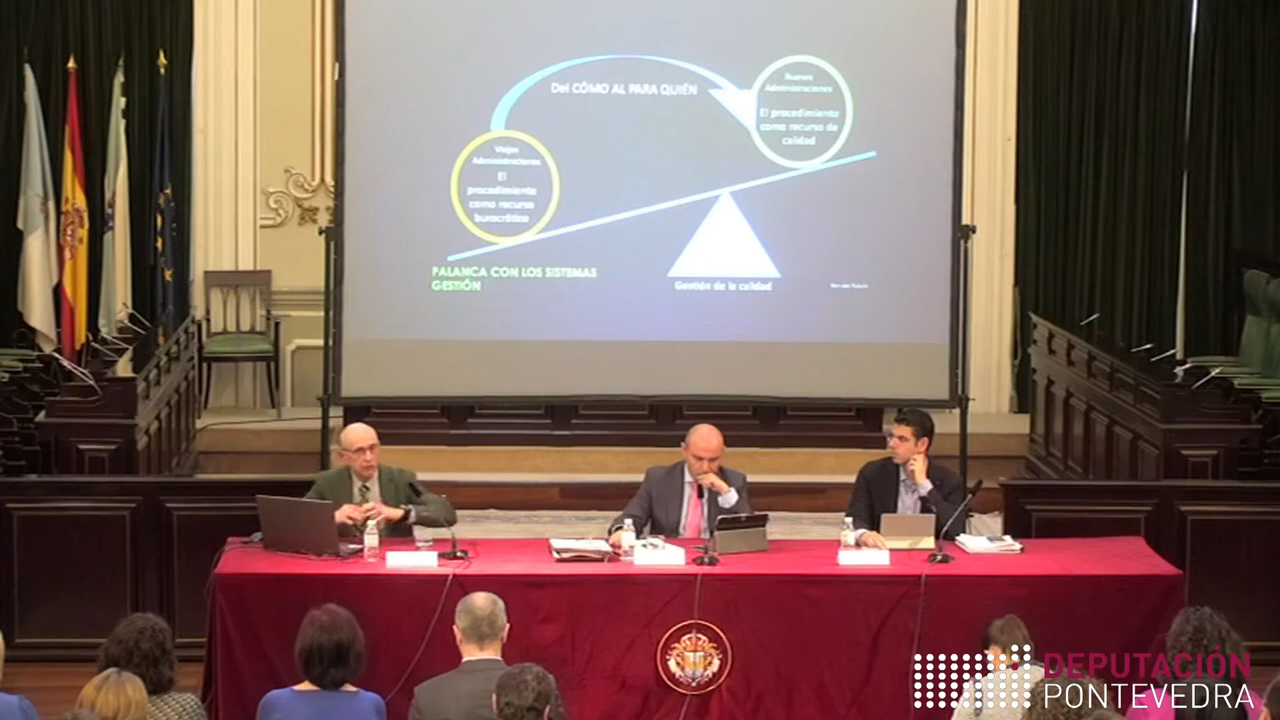 Del CÓMO AL PARA QUIÉN
Nuevas
Administraciones
El procedimiento
como recurso de
calidad
Viejas
Administraciones
El
procedimiento
como recurso
burocrático
PALANCA CON LOS SISTEMAS
GESTIÓN
Gestión de la calidad
DEPUTACIÓN
PONTEVEDRA